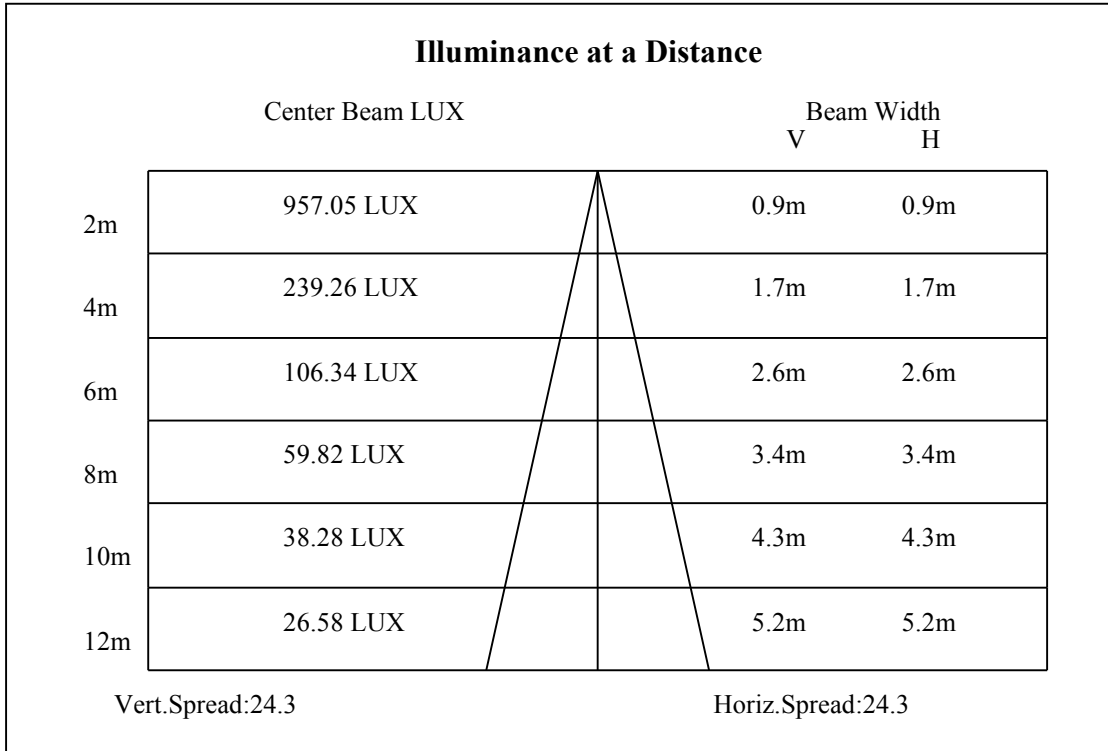 Illuminance at a Distance
Center Beam LUX Beam Width
V H
2m 957.05 LUX 0.9m 0.9m
4m 239.26 LUX 1.7m 1.7m
6m 106.34 LUX 2.6m 2.6m
8m 59.82 LUX 3.4m 3.4m
10m 38.28 LUX 4.3m 4.3m
12m 26.58 LUX 5.2m 5.2m
Vert.Spread:24.3 Horiz.Spread:24.3